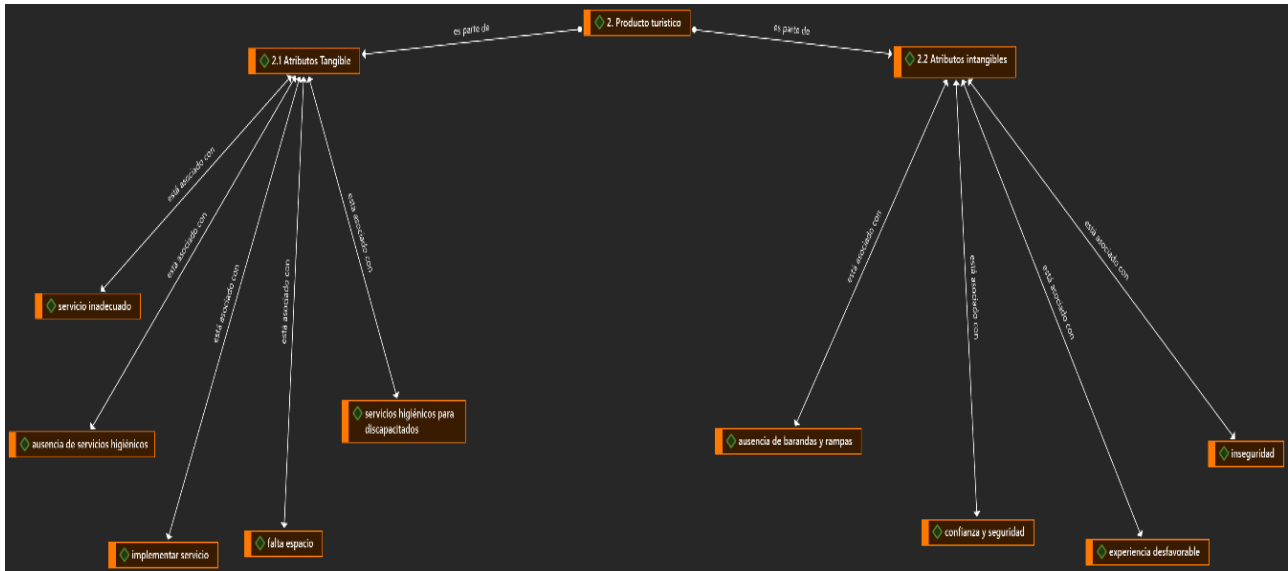 2. Producto turistico
es parte de
es parte de
2.1 Atributos Tangible
2.2 Atributos intangibles
está asociado con
está asociado con
está asociado con
está asociado con
está asociado con
está asociado con
está asociado con
está asociado con
está asociado con
servicio inadecuado
servicios higiénicos para
discapacitados
ausencia de servicios higiénicos
ausencia de barandas y rampas
inseguridad
confianza y seguridad
falta espacio
implementar servicio
experiencia desfavorable